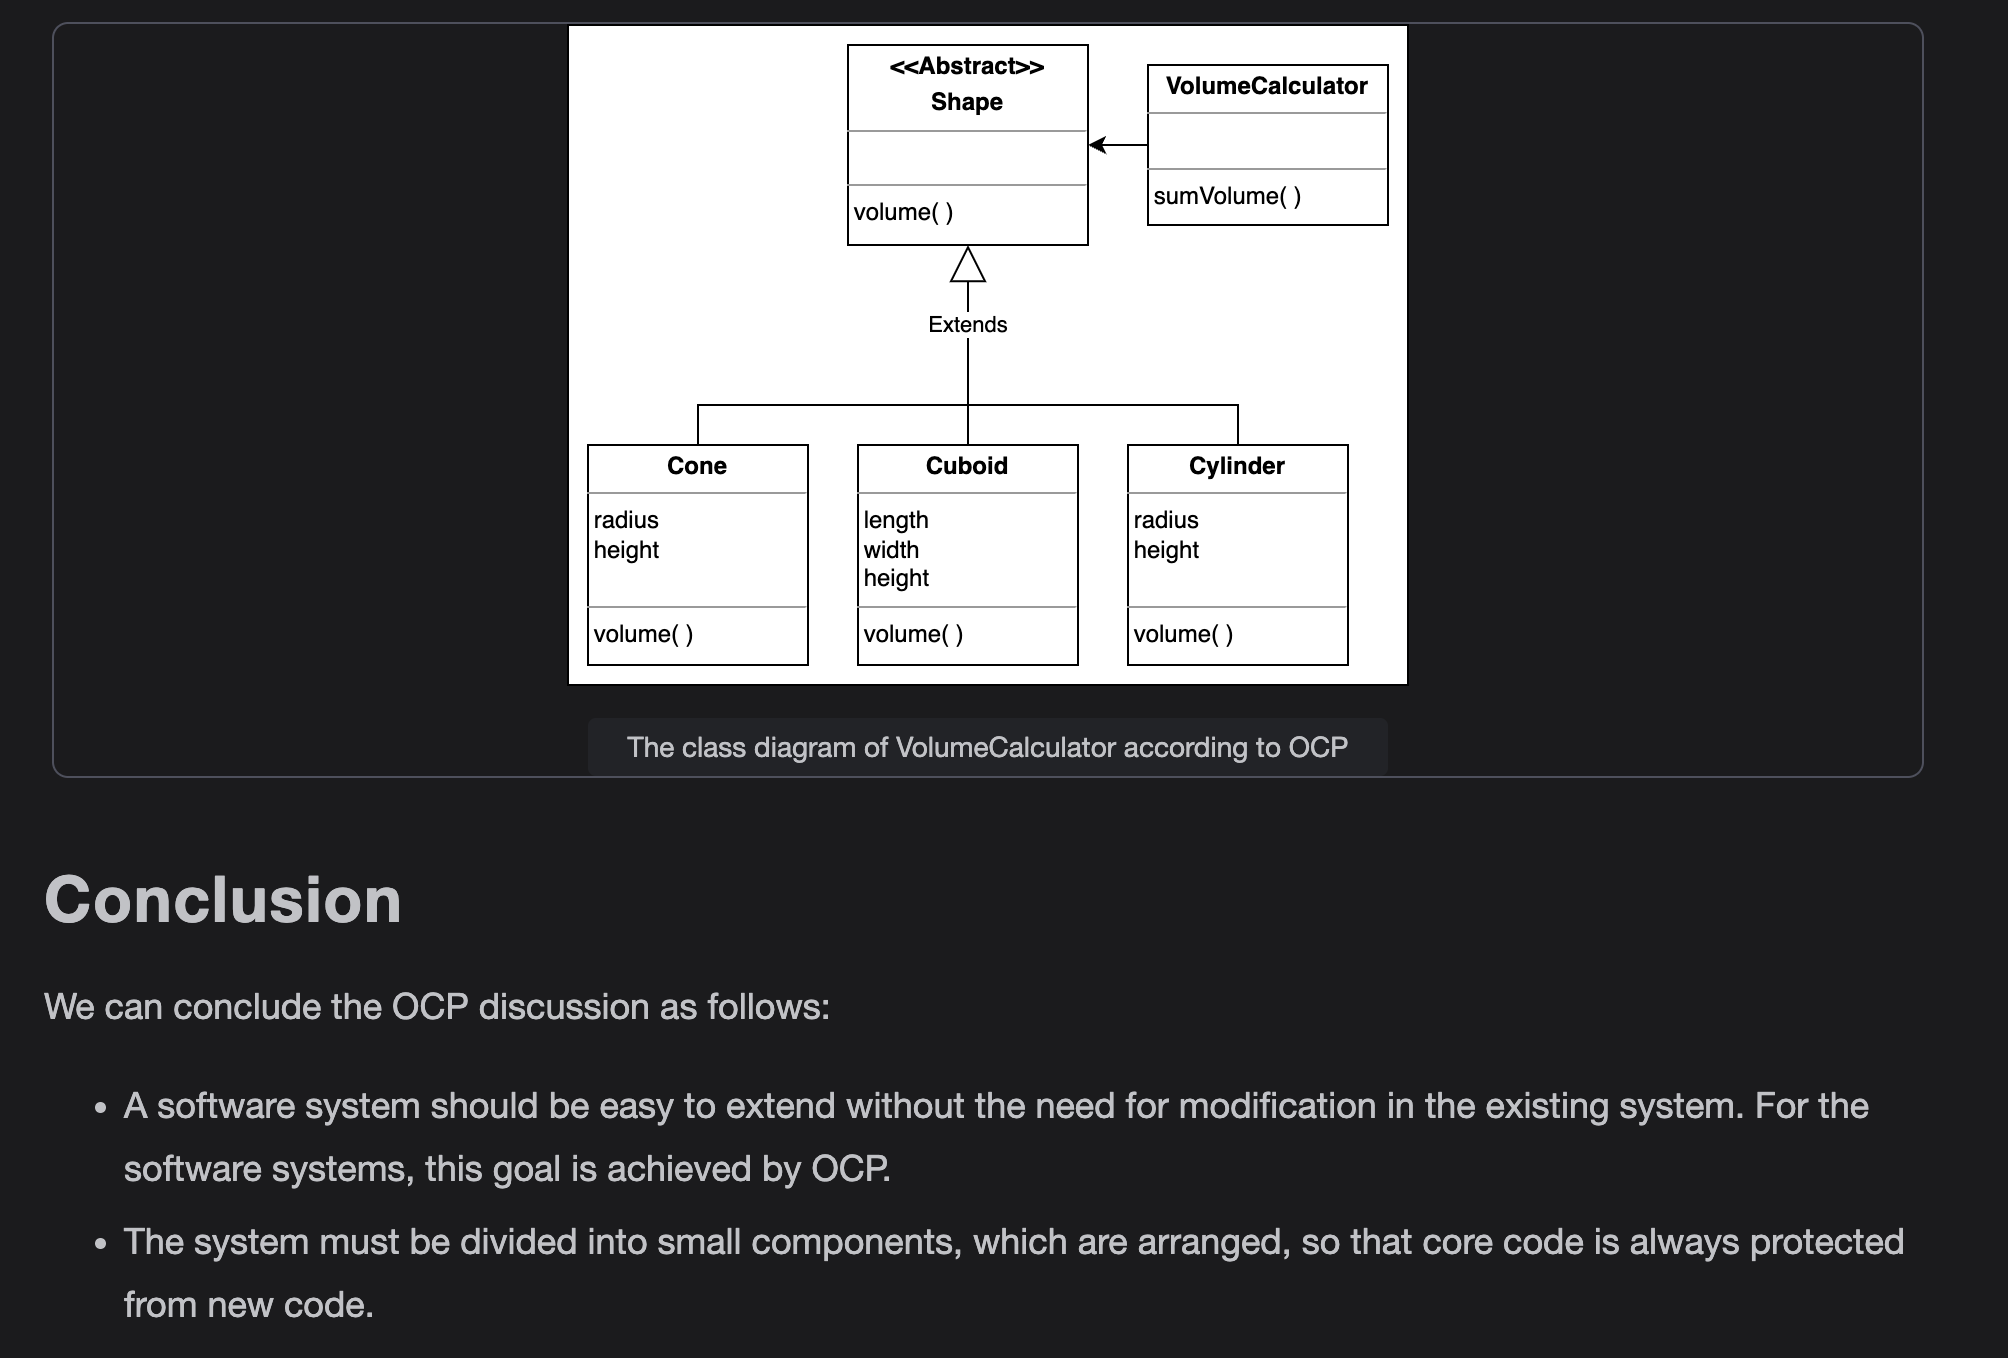 <<Abstract>>
Shape
volume( )
VolumeCalculator
sumVolume( )
Extends
Cone
radius
height
volume( )
Cuboid
length
width
height
volume( )
Cylinder
radius
height
volume( )
The class diagram of VolumeCalculator according to OCP
Conclusion
We can conclude the OCP discussion as follows:
• A software system should be easy to extend without the need for modification in the existing system. For the
software systems, this goal is achieved by OCP.
• The system must be divided into small components, which are arranged, so that core code is always protected
from new code.